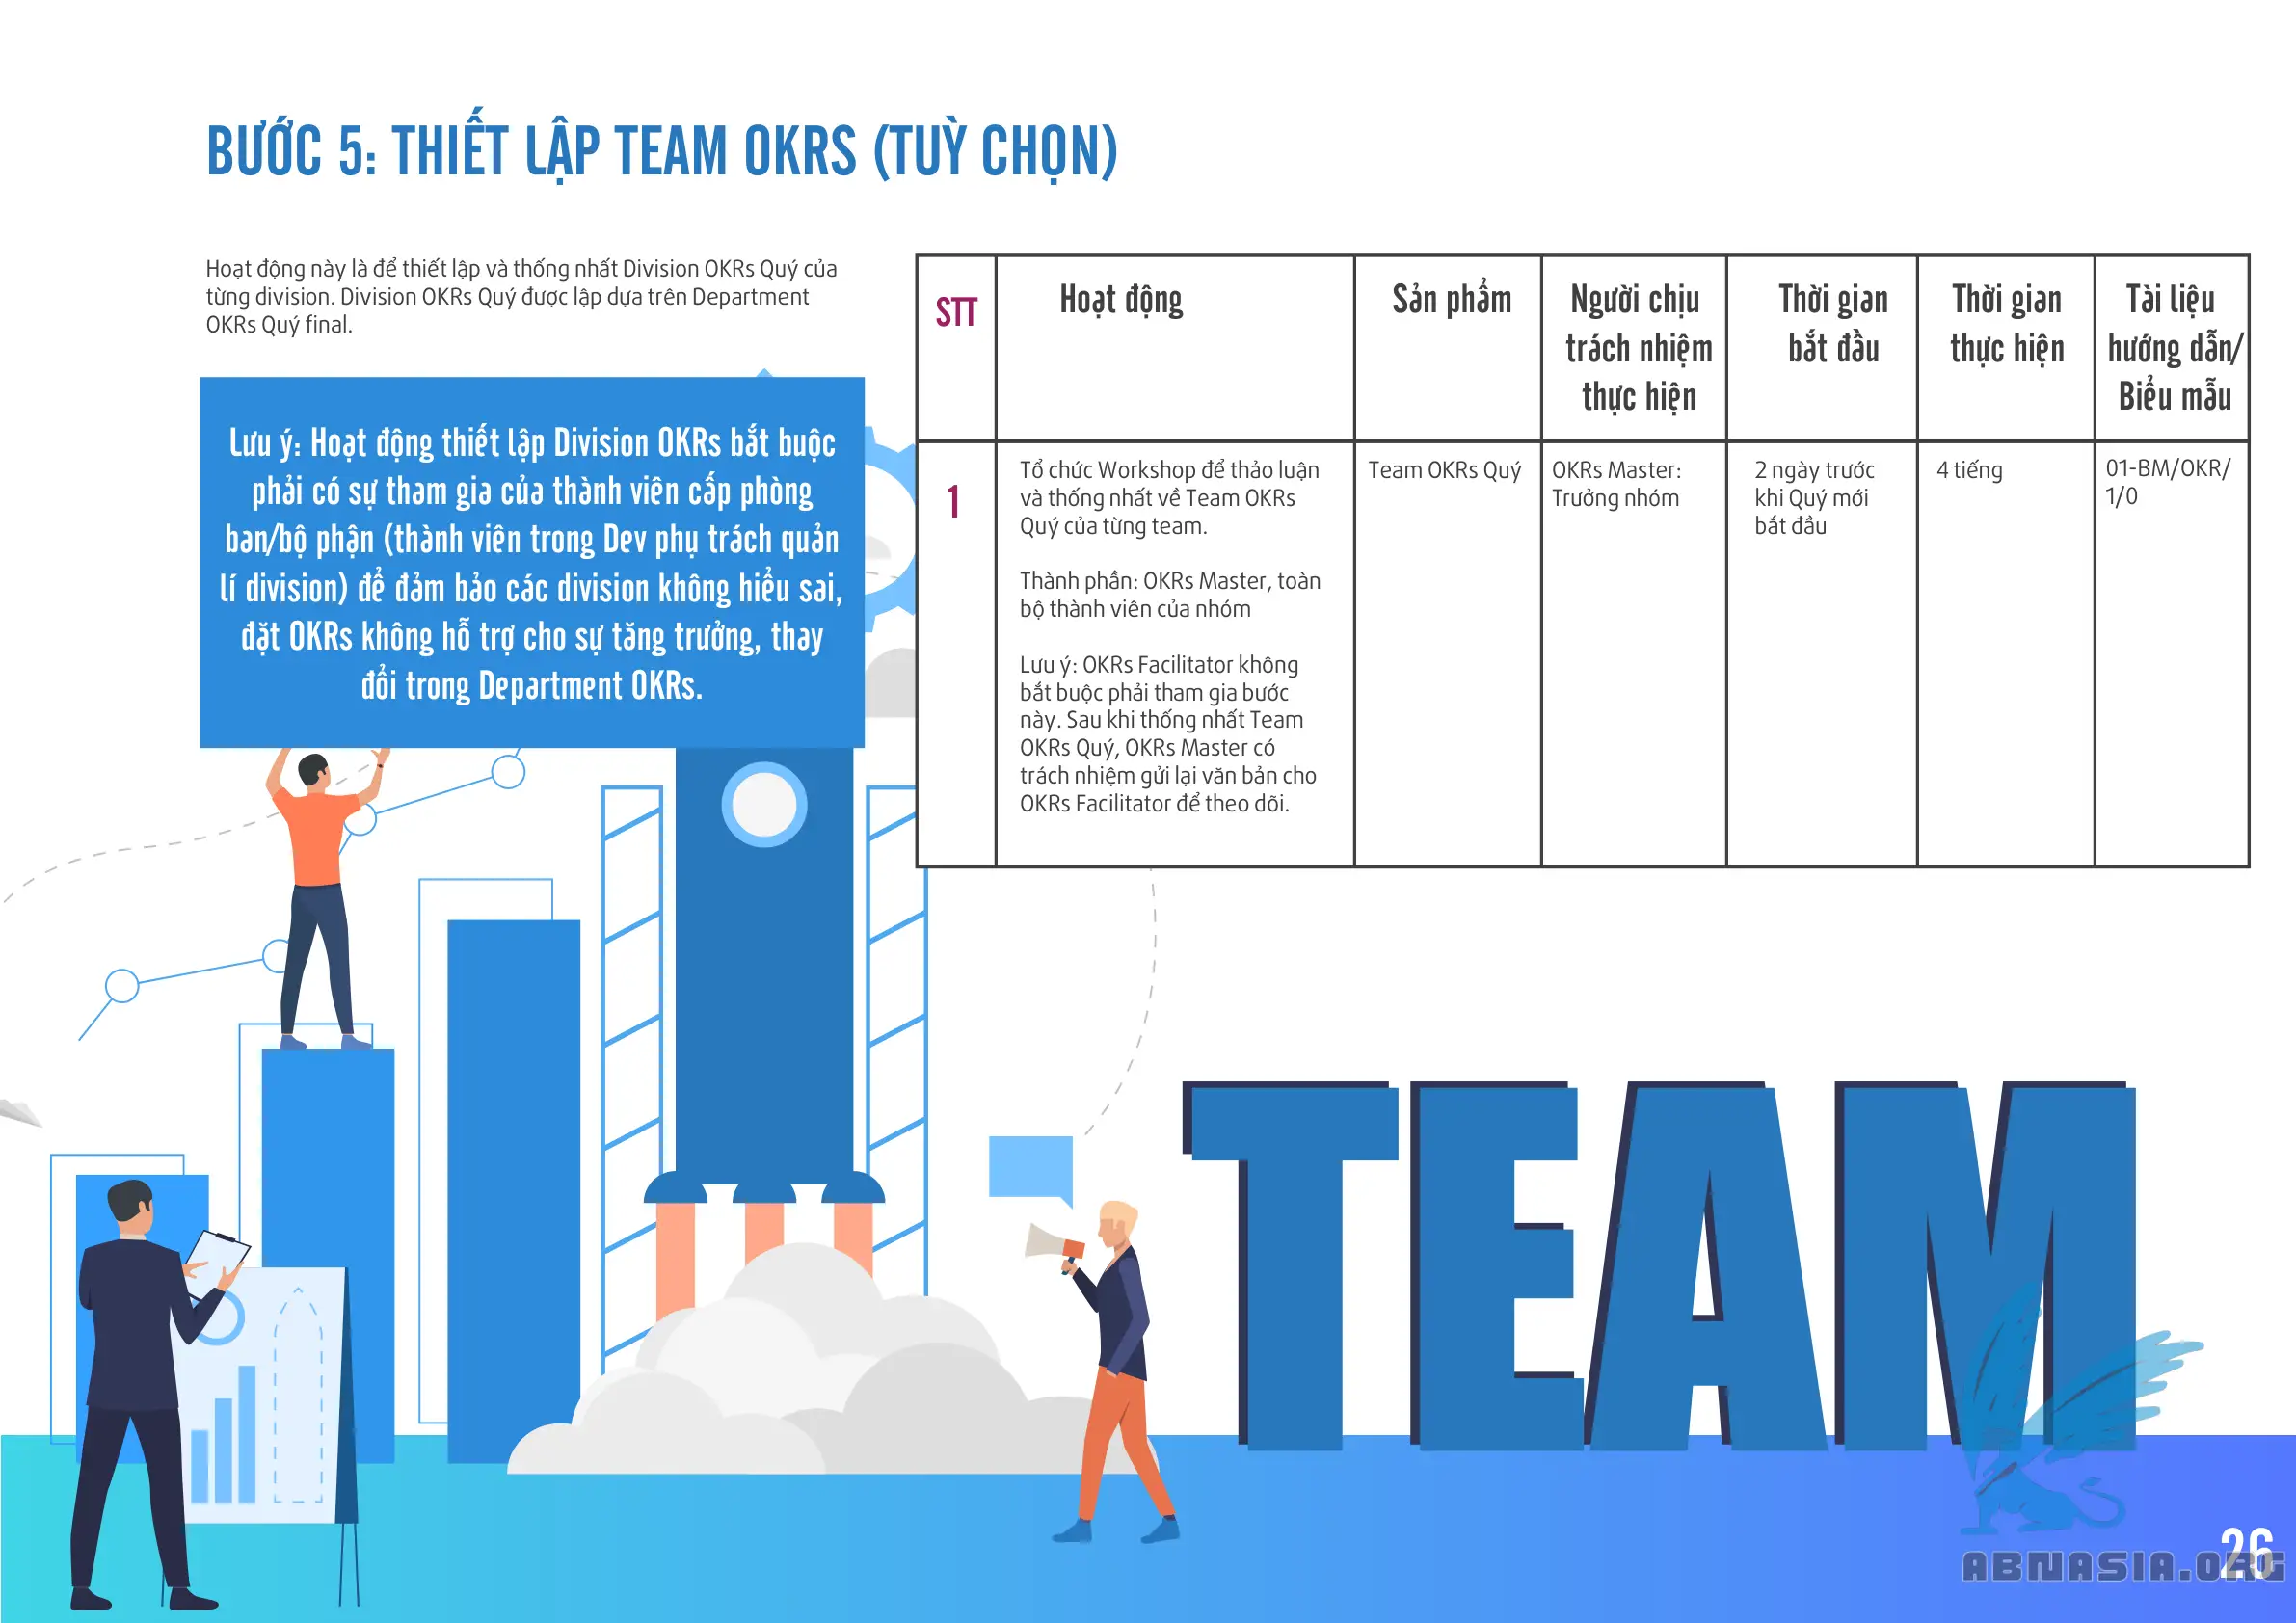 BƯỚC 5: THIẾT LẬP TEAM OKRS (TUỲ CHỌN)
Hoạt động này là để thiết lập và thống nhất Division OKRs Quý của
từng division. Division OKRs Quý được lập dựa trên Department
OKRs Quý final.
Lưu ý: Hoạt động thiết lập Division OKRs bắt buộc
phải có sự tham gia của thành viên cấp phòng
ban/bộ phận (thành viên trong Dev phụ trách quản
lí division) để đảm bảo các division không hiểu sai,
đặt OKRs không hỗ trợ cho sự tăng trưởng, thay
đổi trong Department OKRs.
STT
Hoạt động
Sản phẩm
Người chịu
trách nhiệm
thực hiện
Thời gian
bắt đầu
Thời gian
thực hiện
Tài liệu
hướng dẫn/
Biểu mẫu
1
Tổ chức Workshop để thảo luận
và thống nhất về Team OKRs
Quý của từng team.
Thành phần: OKRs Master, toàn
bộ thành viên của nhóm
Lưu ý: OKRs Facilitator không
bắt buộc phải tham gia bước
này. Sau khi thống nhất Team
OKRs Quý, OKRs Master có
trách nhiệm gửi lại văn bản cho
OKRs Facilitator để theo dõi.
Team OKRs Quý
OKRs Master:
Trưởng nhóm
2 ngày trước
khi Quý mới
bắt đầu
4 tiếng
01-BM/OKR/
1/0
TEAM
26
ABNASIA.ORG